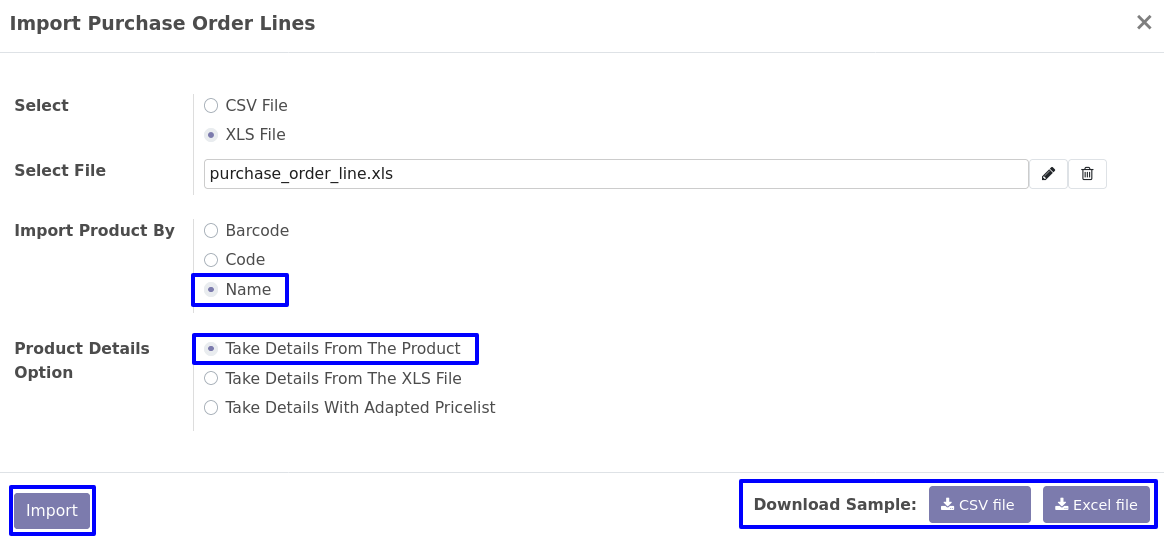 Import Purchase Order Lines
Select
CSV File
XLS File
Select File
purchase_order_line.xls
Import Product By
Barcode
Code
Name
Product Details Option
Take Details From The Product
Take Details From The XLS File
Take Details With Adapted Pricelist
Import
Download Sample: CSV file Excel file